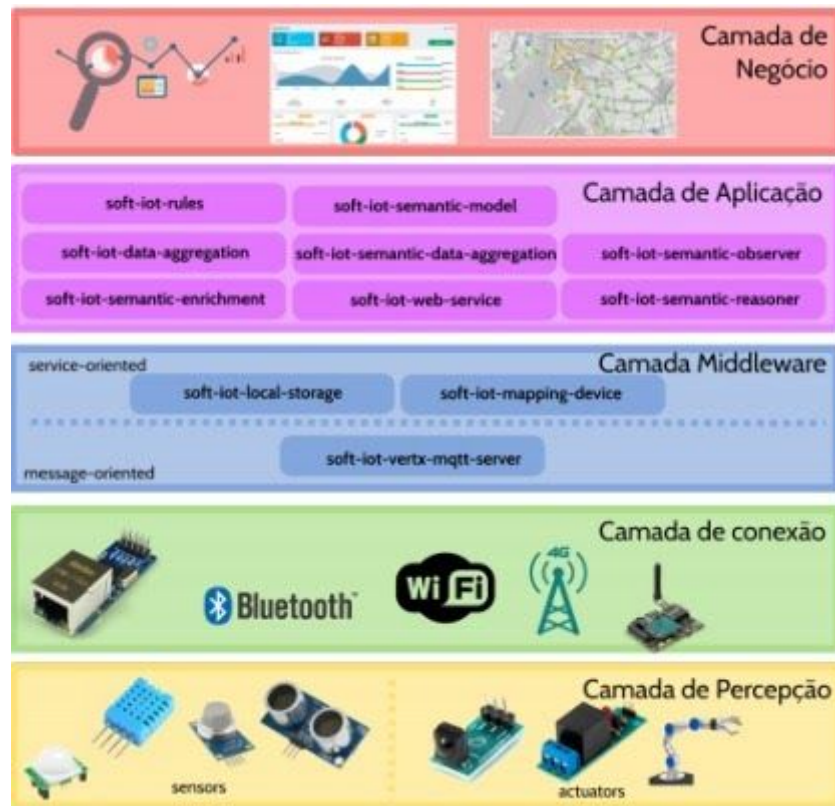 Camada de
Negócio
Camada de Aplicação
soft-iot-rules
soft-iot-semantic-model
soft-iot-data-aggregation
soft-iot-semantic-data-aggregation
soft-iot-semantic-observer
soft-iot-semantic-enrichment
soft-iot-web-service
soft-iot-semantic-reasoner
Camada Middleware
service-oriented
soft-iot-local-storage
soft-iot-mapping-device
soft-iot-vertx-mqtt-server
message-oriented
Camada de conexão
Bluetooth™
WiFi
4G
Camada de Percepção
sensors
actuators